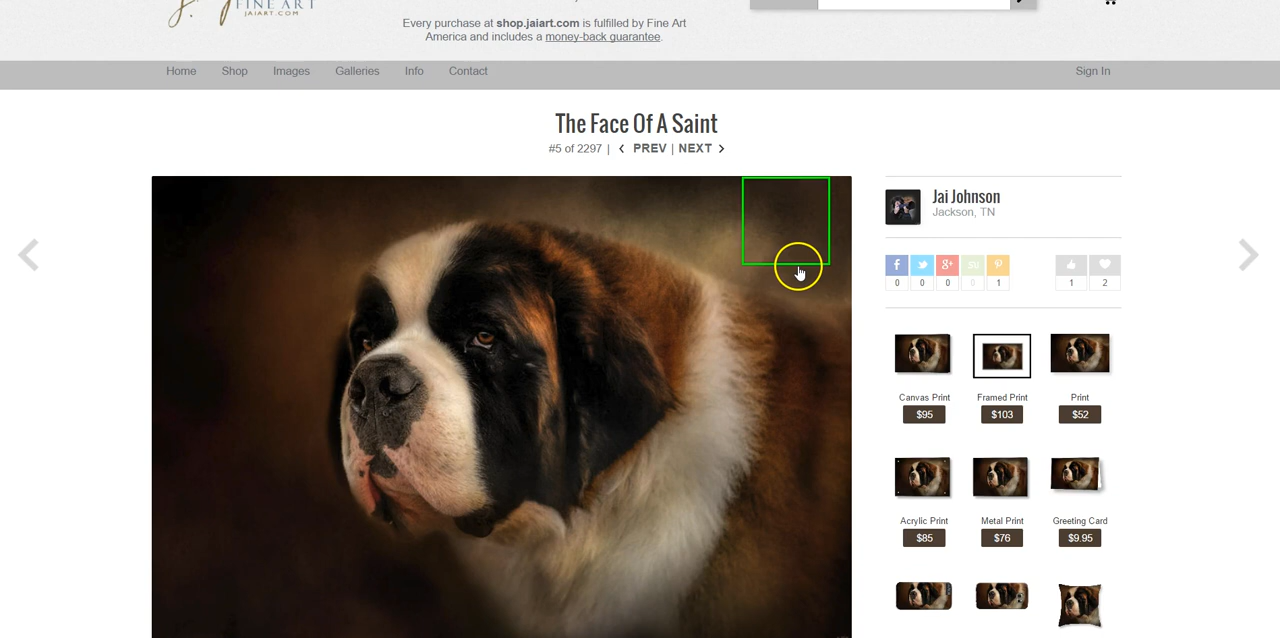 FINE ART
JAIART.COM
Every purchase at shop.jaiart.com is fulfilled by Fine Art
America and includes a money-back guarantee.
Home Shop Images Galleries Info Contact Sign In
The Face Of A Saint
#5 of 2297 | PREV | NEXT
Jai Johnson
Jackson, TN
f g+ su
0 0 0 0 1 1 2
Canvas Print Framed Print Print
$95 $103 $52
Acrylic Print Metal Print Greeting Card
$85 $76 $9.95